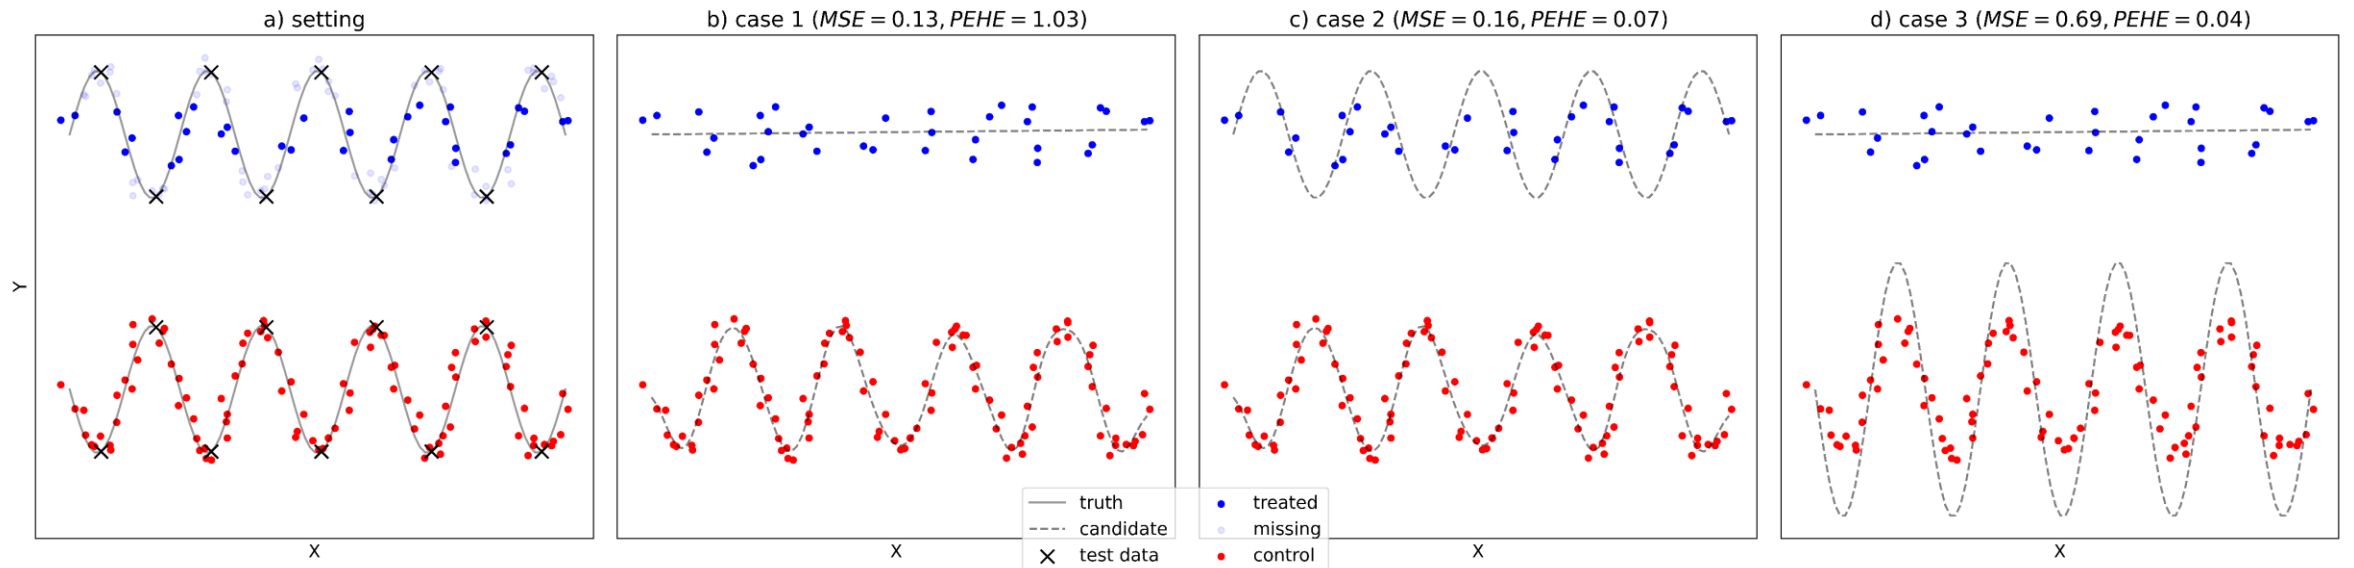 a) setting
b) case 1 (MSE = 0.13, PEHE = 1.03)
c) case 2 (MSE = 0.16, PEHE = 0.07)
d) case 3 (MSE = 0.69, PEHE = 0.04)
Y
X
X
X
X
truth
candidate
test data
treated
missing
control